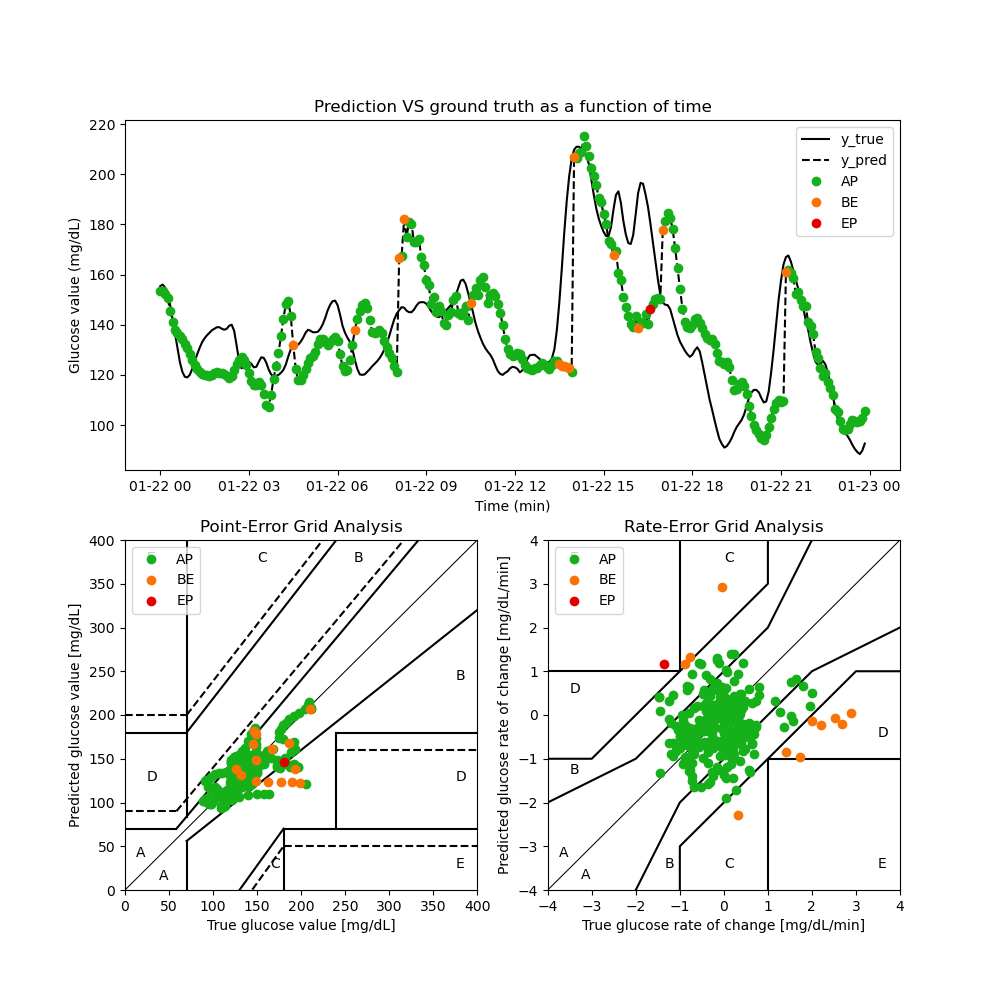 Prediction VS ground truth as a function of time
Glucose value (mg/dL)
220
200
180
160
140
120
100
y_true
y_pred
AP
BE
EP
01-22 00 01-22 03 01-22 06 01-22 09 01-22 12 01-22 15 01-22 18 01-22 21 01-23 00
Time (min)
Point-Error Grid Analysis
Predicted glucose value [mg/dL]
400
350
300
250
200
150
100
50
0
AP
BE
EP
C
B
B
D
D
A
A
C
E
0 50 100 150 200 250 300 350 400
True glucose value [mg/dL]
Rate-Error Grid Analysis
Predicted glucose rate of change [mg/dL/min]
4
3
2
1
0
−1
−2
−3
−4
AP
BE
EP
C
D
D
B
A
A
B
C
E
−4 −3 −2 −1 0 1 2 3 4
True glucose rate of change [mg/dL/min]